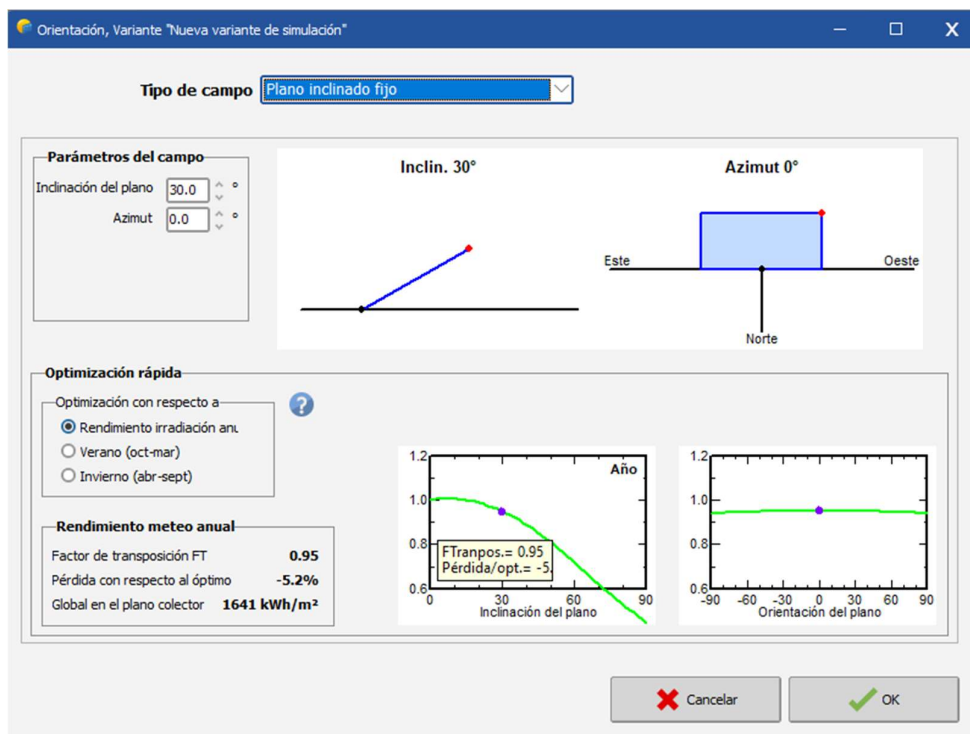 Orientación, Variante "Nueva variante de simulación"
Tipo de campo Plano inclinado fijo
Parámetros del campo
Inclinación del plano 30.0 °
Azimut 0.0 °
Inclin. 30°
Azimut 0°
Este
Oeste
Norte
Optimización rápida
Optimización con respecto a
Rendimiento irradiación anu
Verano (oct-mar)
Invierno (abr-sept)
?
Rendimiento meteo anual
Factor de transposición FT 0.95
Pérdida con respecto al óptimo -5.2%
Global en el plano colector 1641 kWh/m²
1.2
1.0
0.8
0.6
Año
FTranpos.= 0.95
Pérdida/opt.= -5.
0 30 60 90
Inclinación del plano
1.2
1.0
0.8
0.6
-90 -60 -30 0 30 60 90
Orientación del plano
Cancelar
OK